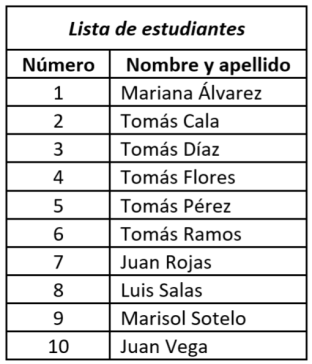 Lista de estudiantes
Número Nombre y apellido
1 Mariana Álvarez
2 Tomás Cala
3 Tomás Díaz
4 Tomás Flores
5 Tomás Pérez
6 Tomás Ramos
7 Juan Rojas
8 Luis Salas
9 Marisol Sotelo
10 Juan Vega